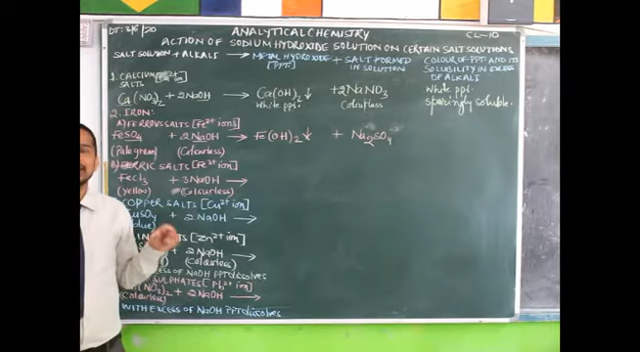 DT: 3/6/20 ANALYTICAL CHEMISTRY CL-10
ACTION OF SODIUM HYDROXIDE SOLUTION ON CERTAIN SALT SOLUTIONS
SALT SOLUTION + ALKALI → METAL HYDROXIDE [PPT] + SALT FORMED IN SOLUTION COLOUR OF PPT. AND ITS SOLUBILITY IN EXCESS OF ALKALI
1. CALCIUM SALTS
Ca(NO3)2 + 2NaOH → Ca(OH)2↓ + 2NaNO3 White ppt.
White ppt. Colourless Sparingly soluble.
2. IRON:
A) FERROUS SALTS [Fe2+ ions]
FeSO4 + 2NaOH → Fe(OH)2↓ + Na2SO4
(Pale green) (Colourless)
SALTS [Fe3+ ions]
FeCl3 + 3NaOH →
(yellow) (Colourless)
COPPER SALTS [Cu2+ ion]
+ 2NaOH →
[Zn2+ ion]
+ 2NaOH →
(Colourless)
OF NaOH PPT dissolves
[Pb2+ ion]
+ 2NaOH →
(Colourless)
WITH EXCESS OF NaOH PPT dissolves